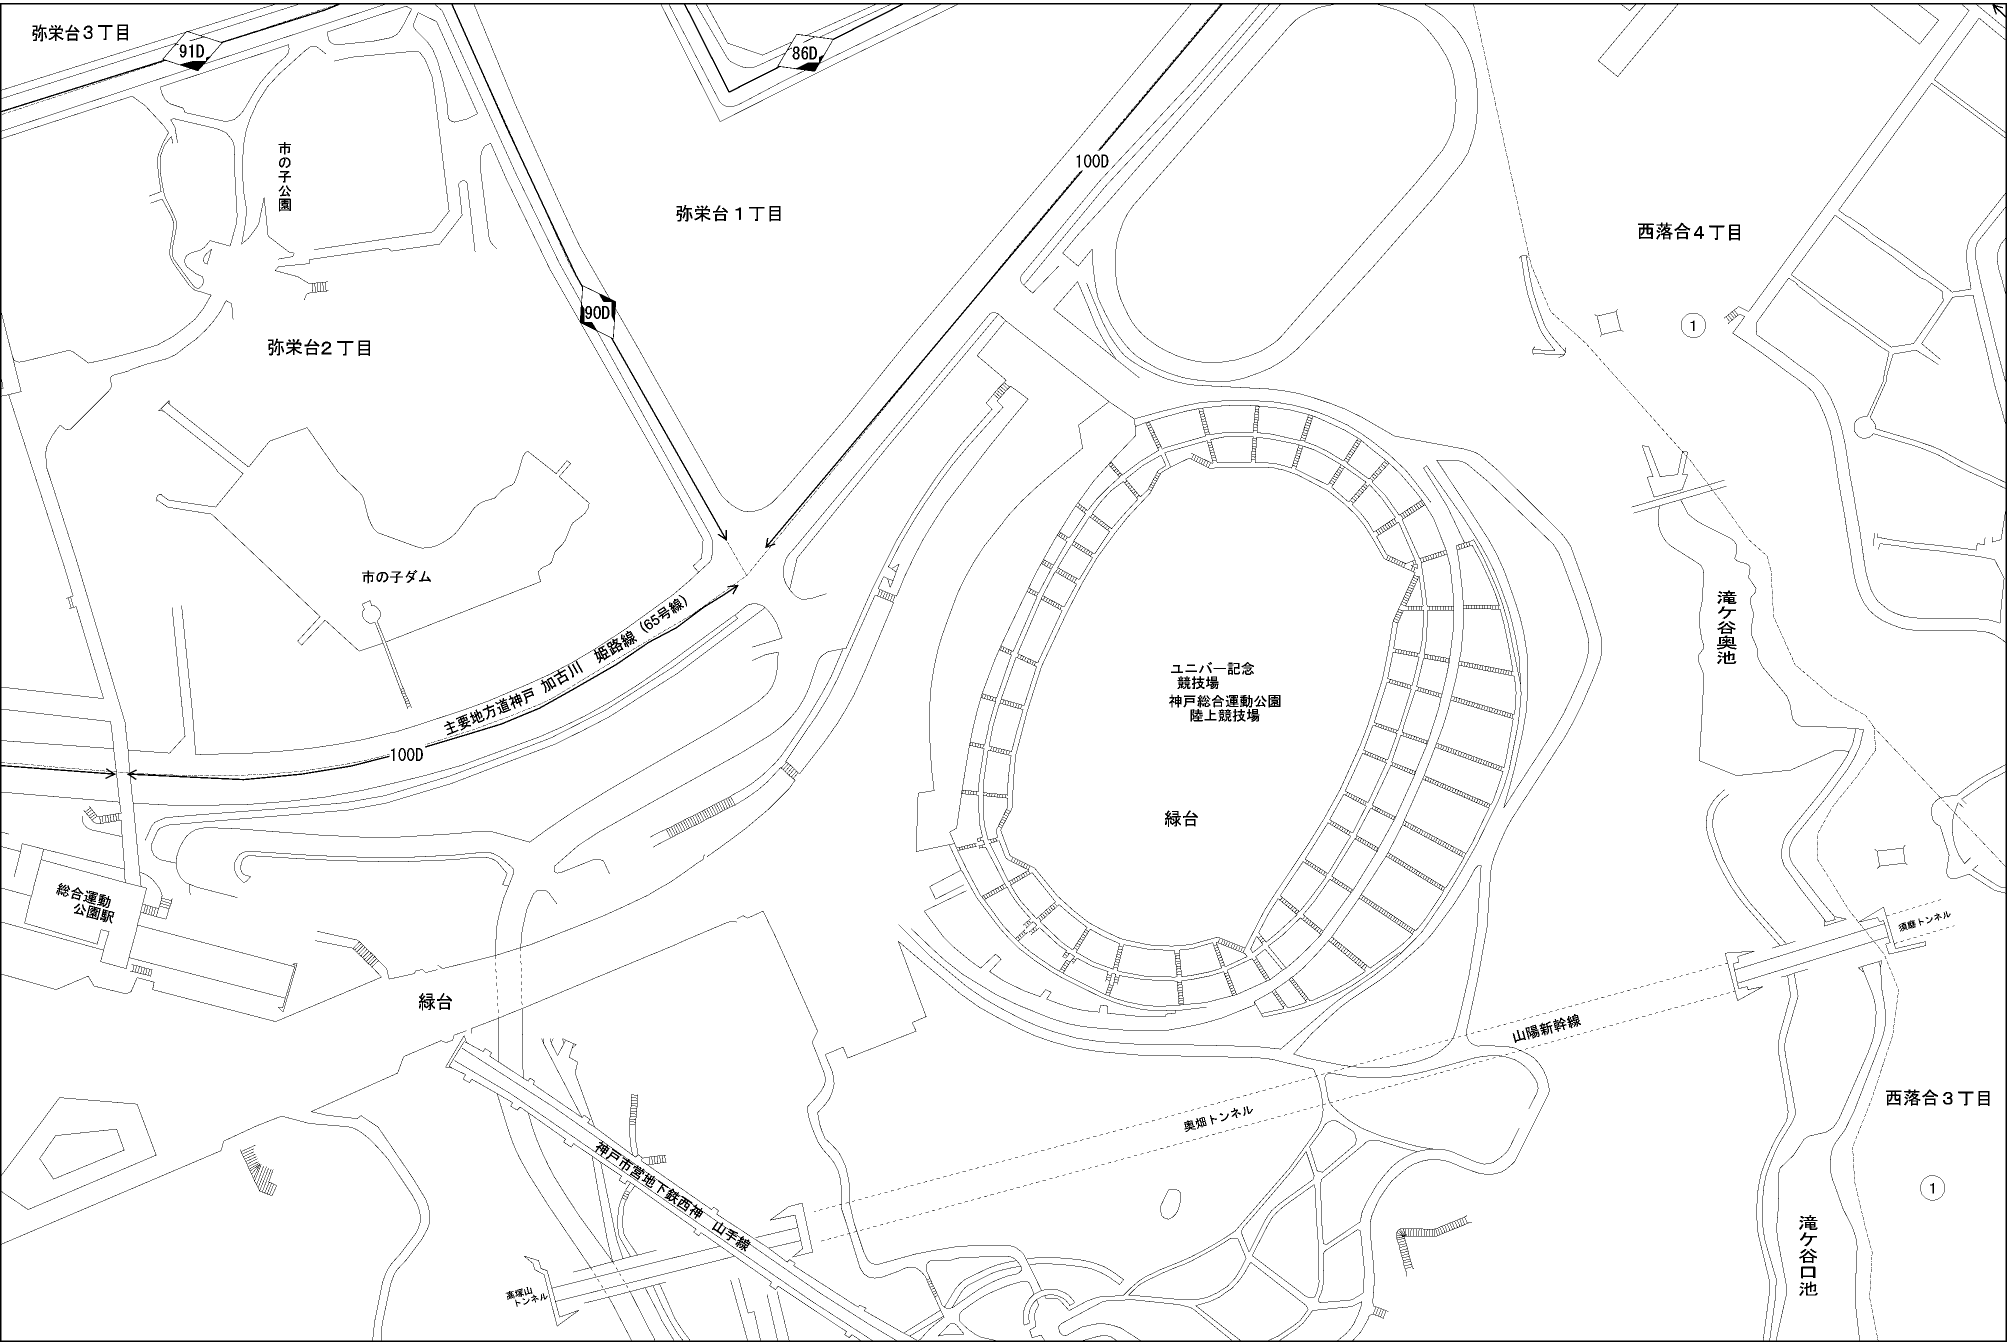 弥栄台3丁目
91D
86D
市の子公園
100D
弥栄台1丁目
西落合4丁目
90D
1
弥栄台2丁目
市の子ダム
滝ケ谷奥池
主要地方道神戸 加古川 姫路線 (65号線)
100D
ユニバー記念
競技場
神戸総合運動公園
陸上競技場
緑台
総合運動
公園駅
須磨トンネル
緑台
山陽新幹線
西落合3丁目
奥畑トンネル
神戸市営地下鉄西神 山手線
1
滝ケ谷口池
高塚山
トンネル